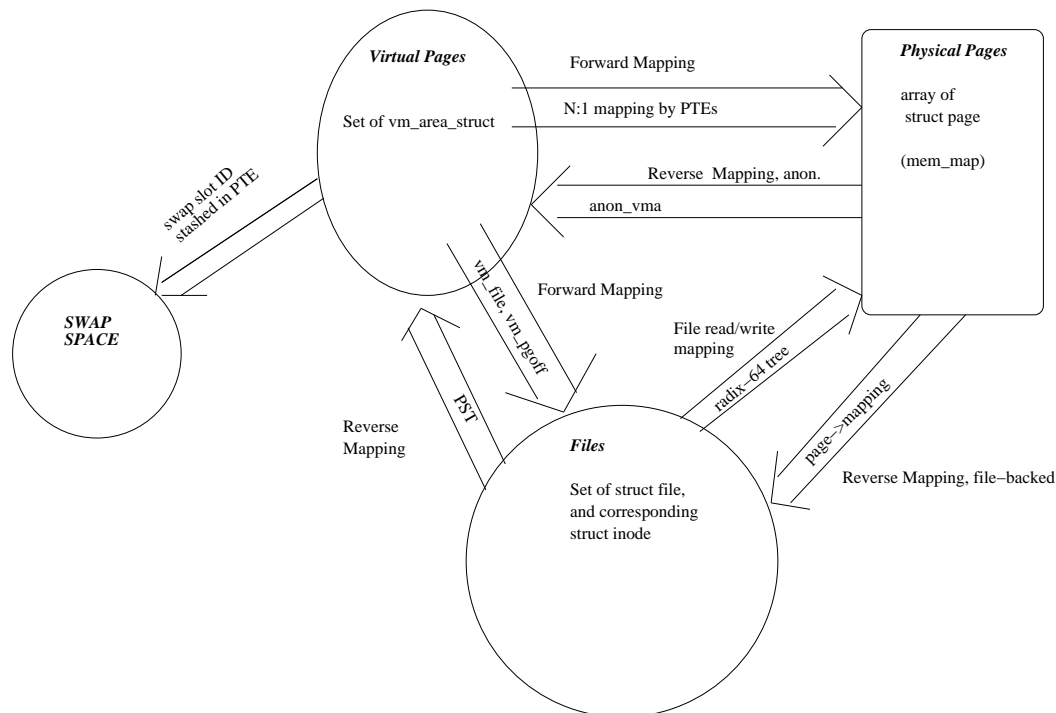 Virtual Pages
Set of vm_area_struct
Forward Mapping
N:1 mapping by PTEs
Physical Pages
array of
struct page
(mem_map)
Reverse Mapping, anon.
anon_vma
swap slot ID
stashed in PTE
SWAP
SPACE
vm_file, vm_pgoff
Forward Mapping
File read/write
mapping
radix−64 tree
page−>mapping
Reverse Mapping, file−backed
PST
Reverse
Mapping
Files
Set of struct file,
and corresponding
struct inode